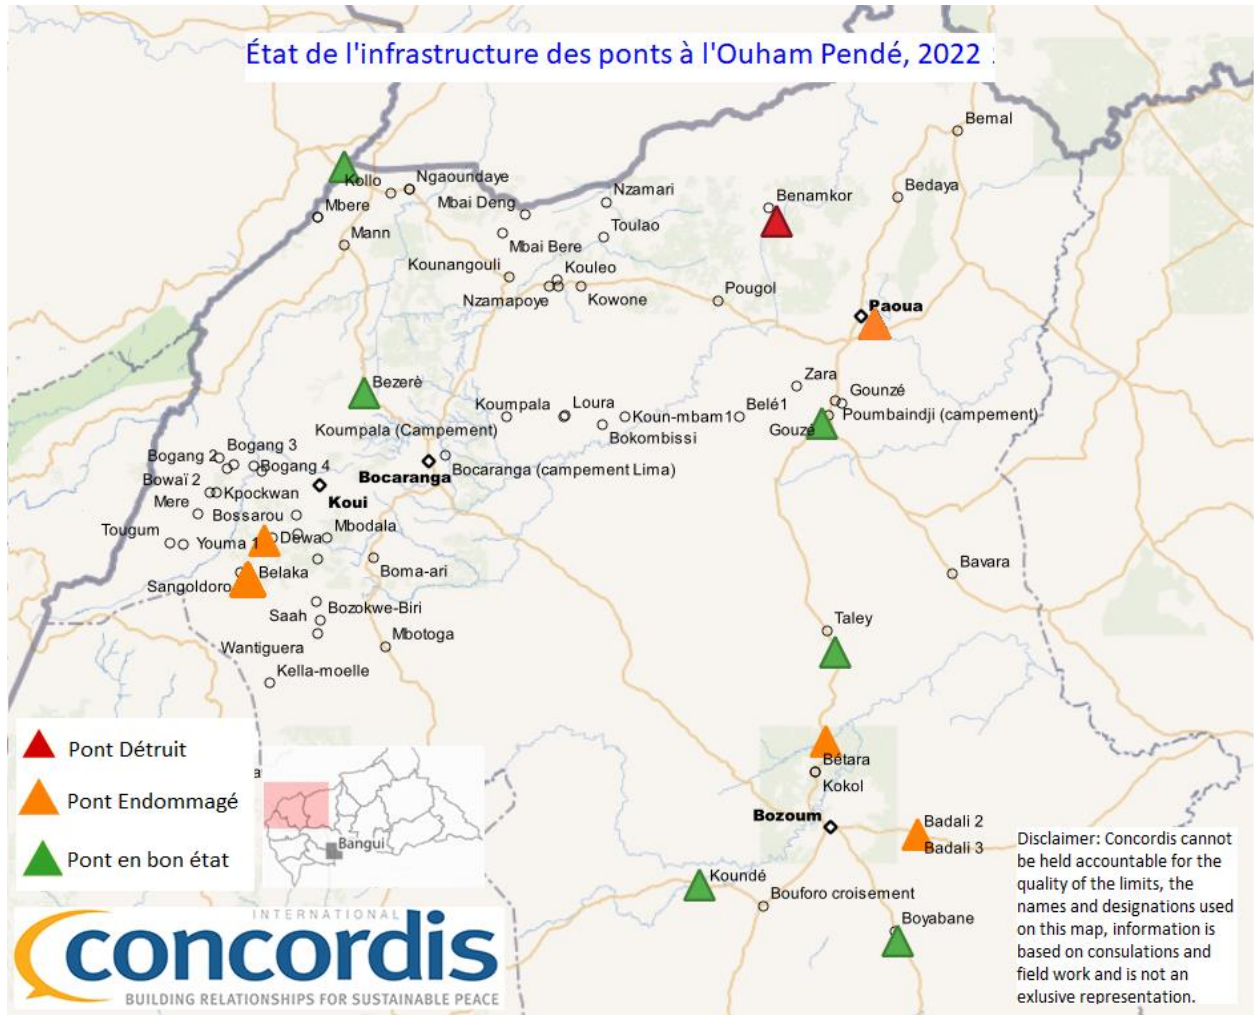 État de l'infrastructure des ponts à l'Ouham Pendé, 2022 :
Bemal
Kollo
Ngaoundaye
Nzamari
Benamkor
Bedaya
Mbere
Mbai Deng
Mann
Mbai Bere
Toulao
Kounangouli
Kouleo
Nzamapoye
Kowone
Pougol
Paoua
Bezerè
Zara
Koumpala
Loura
Koun-mbam1
Belé1
Gounzé
Poumbaindji (campement)
Koumpala (Campement)
Bokombissi
Gouzé
Bogang 3
Bogang 2
Bogang 4
Bocaranga (campement Lima)
Bocaranga
Bowaï 2
Kpockwan
Koui
Mere
Bossarou
Tougum
Youma 1
Dewa
Mbodala
Sangoldoro
Belaka
Boma-ari
Bavara
Saah
Bozokwe-Biri
Taley
Wantiguera
Mbotoga
Kella-moelle
Pont Détruit
Pont Endommagé
Pont en bon état
Bangui
Bétara
Kokol
Bozoum
Badali 2
Badali 3
Koundé
Bouforo croisement
Boyabane
Disclaimer: Concordis cannot
be held accountable for the
quality of the limits, the
names and designations used
on this map, information is
based on consulations and
field work and is not an
exlusive representation.
INTERNATIONAL
concordis
BUILDING RELATIONSHIPS FOR SUSTAINABLE PEACE